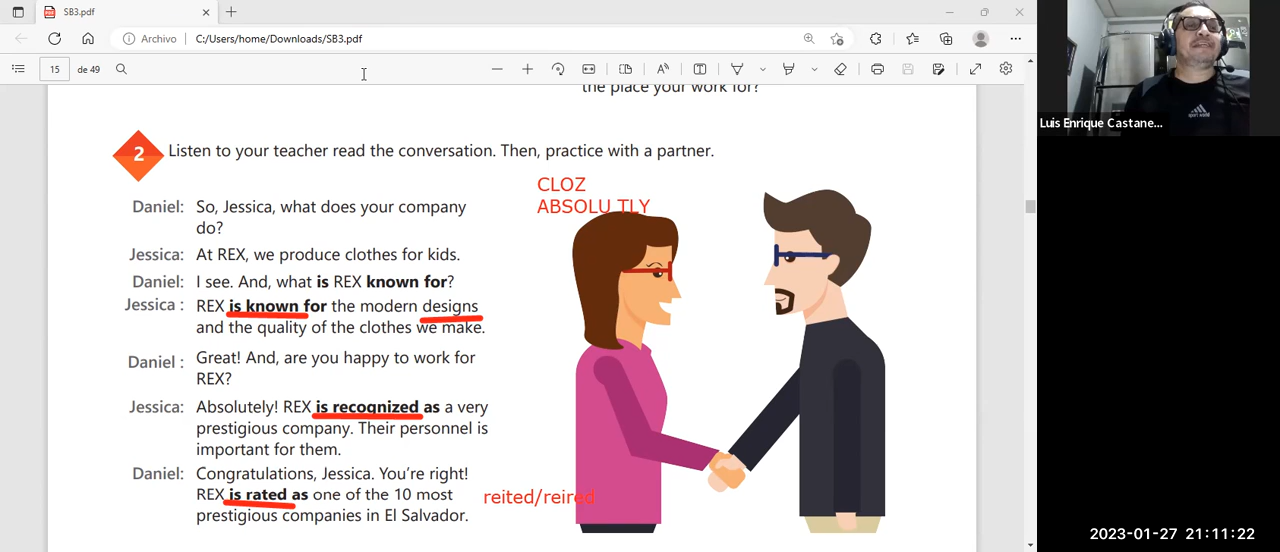 SB3.pdf
Archivo
C:/Users/home/Downloads/SB3.pdf
15
de 49
the place your work for?
2
Listen to your teacher read the conversation. Then, practice with a partner.
CLOZ
ABSOLU TLY
Daniel: So, Jessica, what does your company
do?
Jessica: At REX, we produce clothes for kids.
Daniel: I see. And, what is REX known for?
Jessica : REX is known for the modern designs
and the quality of the clothes we make.
Daniel : Great! And, are you happy to work for
REX?
Jessica: Absolutely! REX is recognized as a very
prestigious company. Their personnel is
important for them.
Daniel: Congratulations, Jessica. You’re right!
REX is rated as one of the 10 most
reited/reired
prestigious companies in El Salvador.
Luis Enrique Castane...
2023-01-27 21:11:22